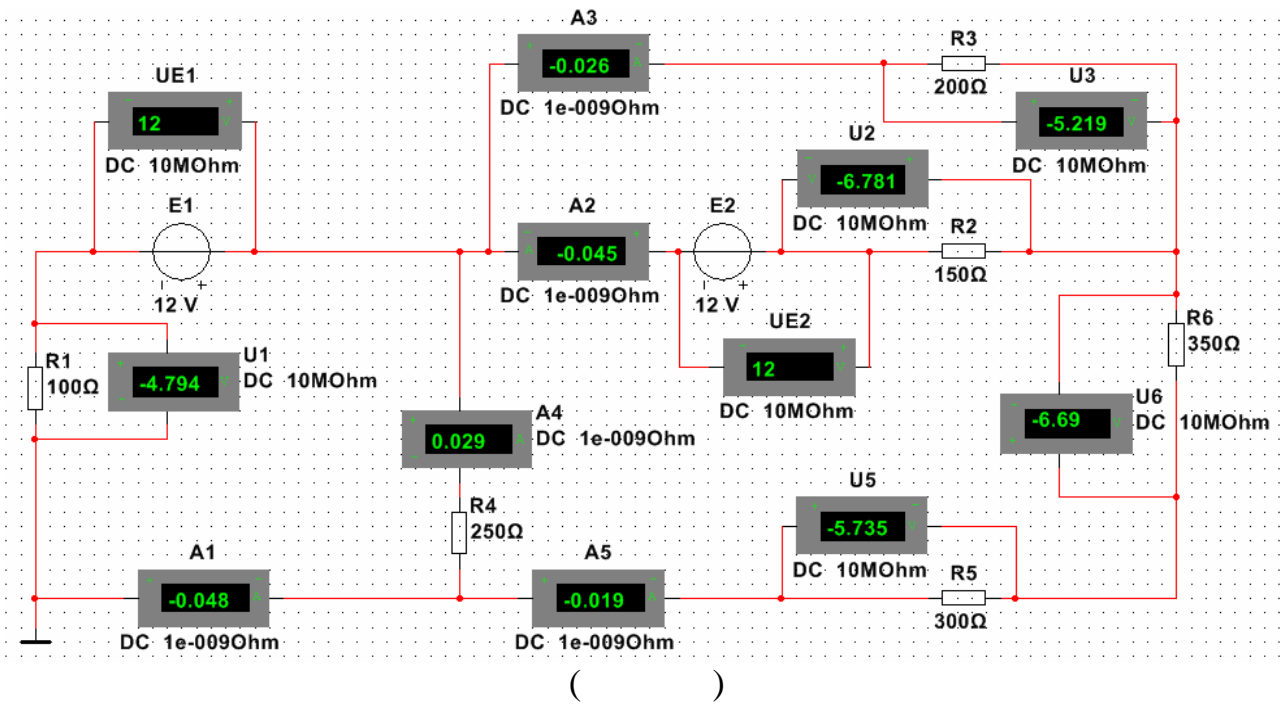 A3
-0.026
+ − A
DC 1e-009Ohm
R3
200Ω
U3
-5.219
+ − V
DC 10MOhm
UE1
12
− + V
DC 10MOhm
E1
− +
12 V
U2
-6.781
− + V
DC 10MOhm
A2
-0.045
− + A
DC 1e-009Ohm
E2
− +
12 V
R2
150Ω
UE2
12
− +
DC 10MOhm
R6
350Ω
R1
100Ω
U1
-4.794
+ − V
DC 10MOhm
A4
0.029
+ − A
DC 1e-009Ohm
U6
-6.69
− + V
DC 10MOhm
R4
250Ω
U5
-5.735
+ − V
DC 10MOhm
A1
-0.048
+ − A
DC 1e-009Ohm
A5
-0.019
+ − A
DC 1e-009Ohm
R5
300Ω
( )